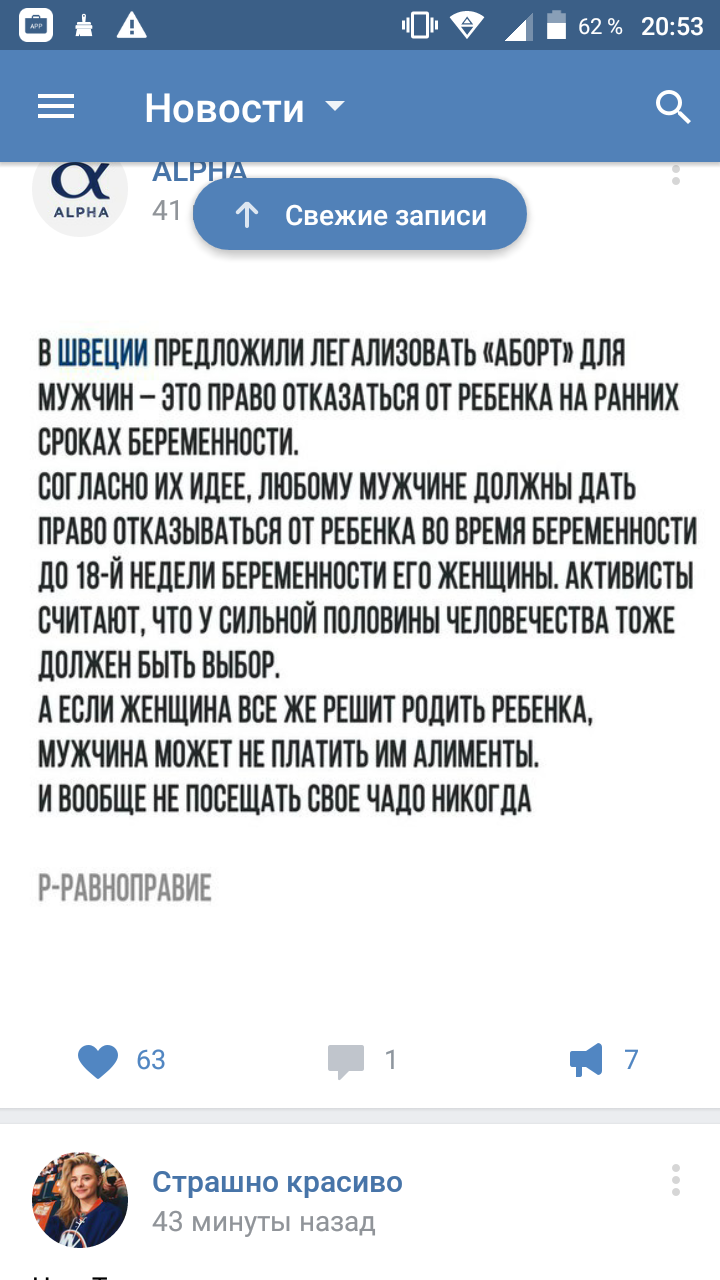 APP
62 %
20:53
Новости
ALPHA
ALPHA
41
Свежие записи
В ШВЕЦИИ ПРЕДЛОЖИЛИ ЛЕГАЛИЗОВАТЬ «АБОРТ» ДЛЯ
МУЖЧИН – ЭТО ПРАВО ОТКАЗАТЬСЯ ОТ РЕБЕНКА НА РАННИХ
СРОКАХ БЕРЕМЕННОСТИ.
СОГЛАСНО ИХ ИДЕЕ, ЛЮБОМУ МУЖЧИНЕ ДОЛЖНЫ ДАТЬ
ПРАВО ОТКАЗЫВАТЬСЯ ОТ РЕБЕНКА ВО ВРЕМЯ БЕРЕМЕННОСТИ
ДО 18-Й НЕДЕЛИ БЕРЕМЕННОСТИ ЕГО ЖЕНЩИНЫ. АКТИВИСТЫ
СЧИТАЮТ, ЧТО У СИЛЬНОЙ ПОЛОВИНЫ ЧЕЛОВЕЧЕСТВА ТОЖЕ
ДОЛЖЕН БЫТЬ ВЫБОР.
А ЕСЛИ ЖЕНЩИНА ВСЕ ЖЕ РЕШИТ РОДИТЬ РЕБЕНКА,
МУЖЧИНА МОЖЕТ НЕ ПЛАТИТЬ ИМ АЛИМЕНТЫ.
И ВООБЩЕ НЕ ПОСЕЩАТЬ СВОЕ ЧАДО НИКОГДА
Р-РАВНОПРАВИЕ
63
1
7
Страшно красиво
43 минуты назад